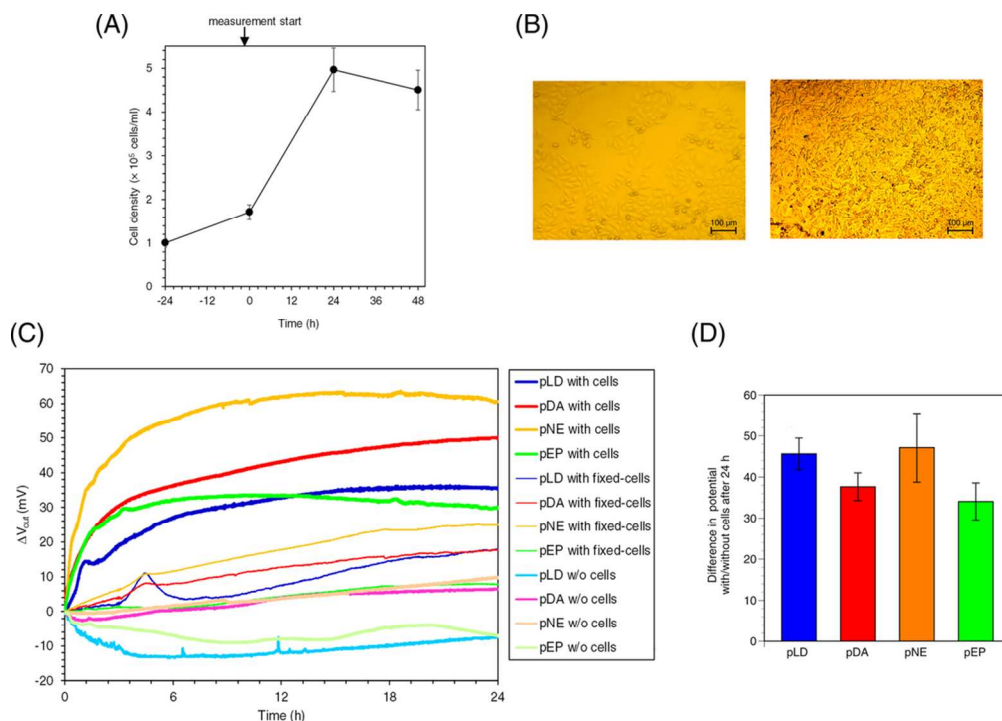 (A)
measurement start
Cell density (× 10⁵ cells/ml)
5
4
3
2
1
0
-24
-12
0
12
24
36
48
Time (h)
(B)
100 μm
100 μm
(C)
ΔVout (mV)
70
60
50
40
30
20
10
0
-10
-20
0
6
12
18
24
Time (h)
pLD with cells
pDA with cells
pNE with cells
pEP with cells
pLD with fixed-cells
pDA with fixed-cells
pNE with fixed-cells
pEP with fixed-cells
pLD w/o cells
pDA w/o cells
pNE w/o cells
pEP w/o cells
(D)
Difference in potential
with/without cells after 24 h
60
50
40
30
20
10
0
pLD
pDA
pNE
pEP